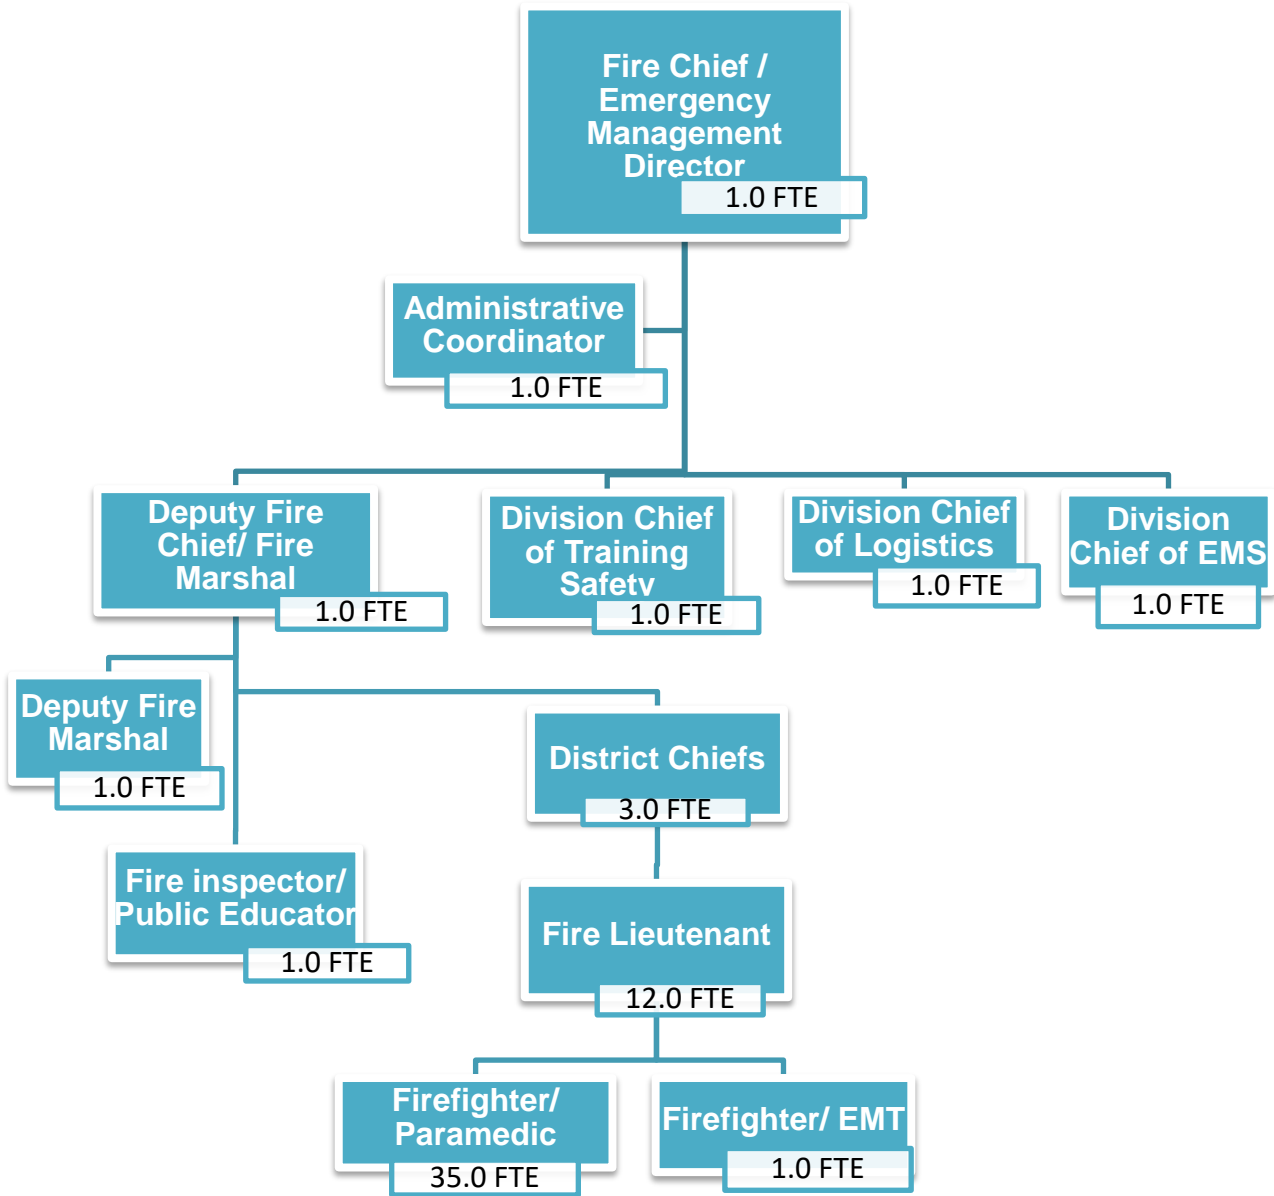 Fire Chief /
Emergency
Management
Director
1.0 FTE
Administrative
Coordinator
1.0 FTE
Deputy Fire
Chief/ Fire
Marshal
1.0 FTE
Division Chief
of Training
Safety
1.0 FTE
Division Chief
of Logistics
1.0 FTE
Division
Chief of EMS
1.0 FTE
Deputy Fire
Marshal
1.0 FTE
District Chiefs
3.0 FTE
Fire inspector/
Public Educator
1.0 FTE
Fire Lieutenant
12.0 FTE
Firefighter/
Paramedic
35.0 FTE
Firefighter/ EMT
1.0 FTE